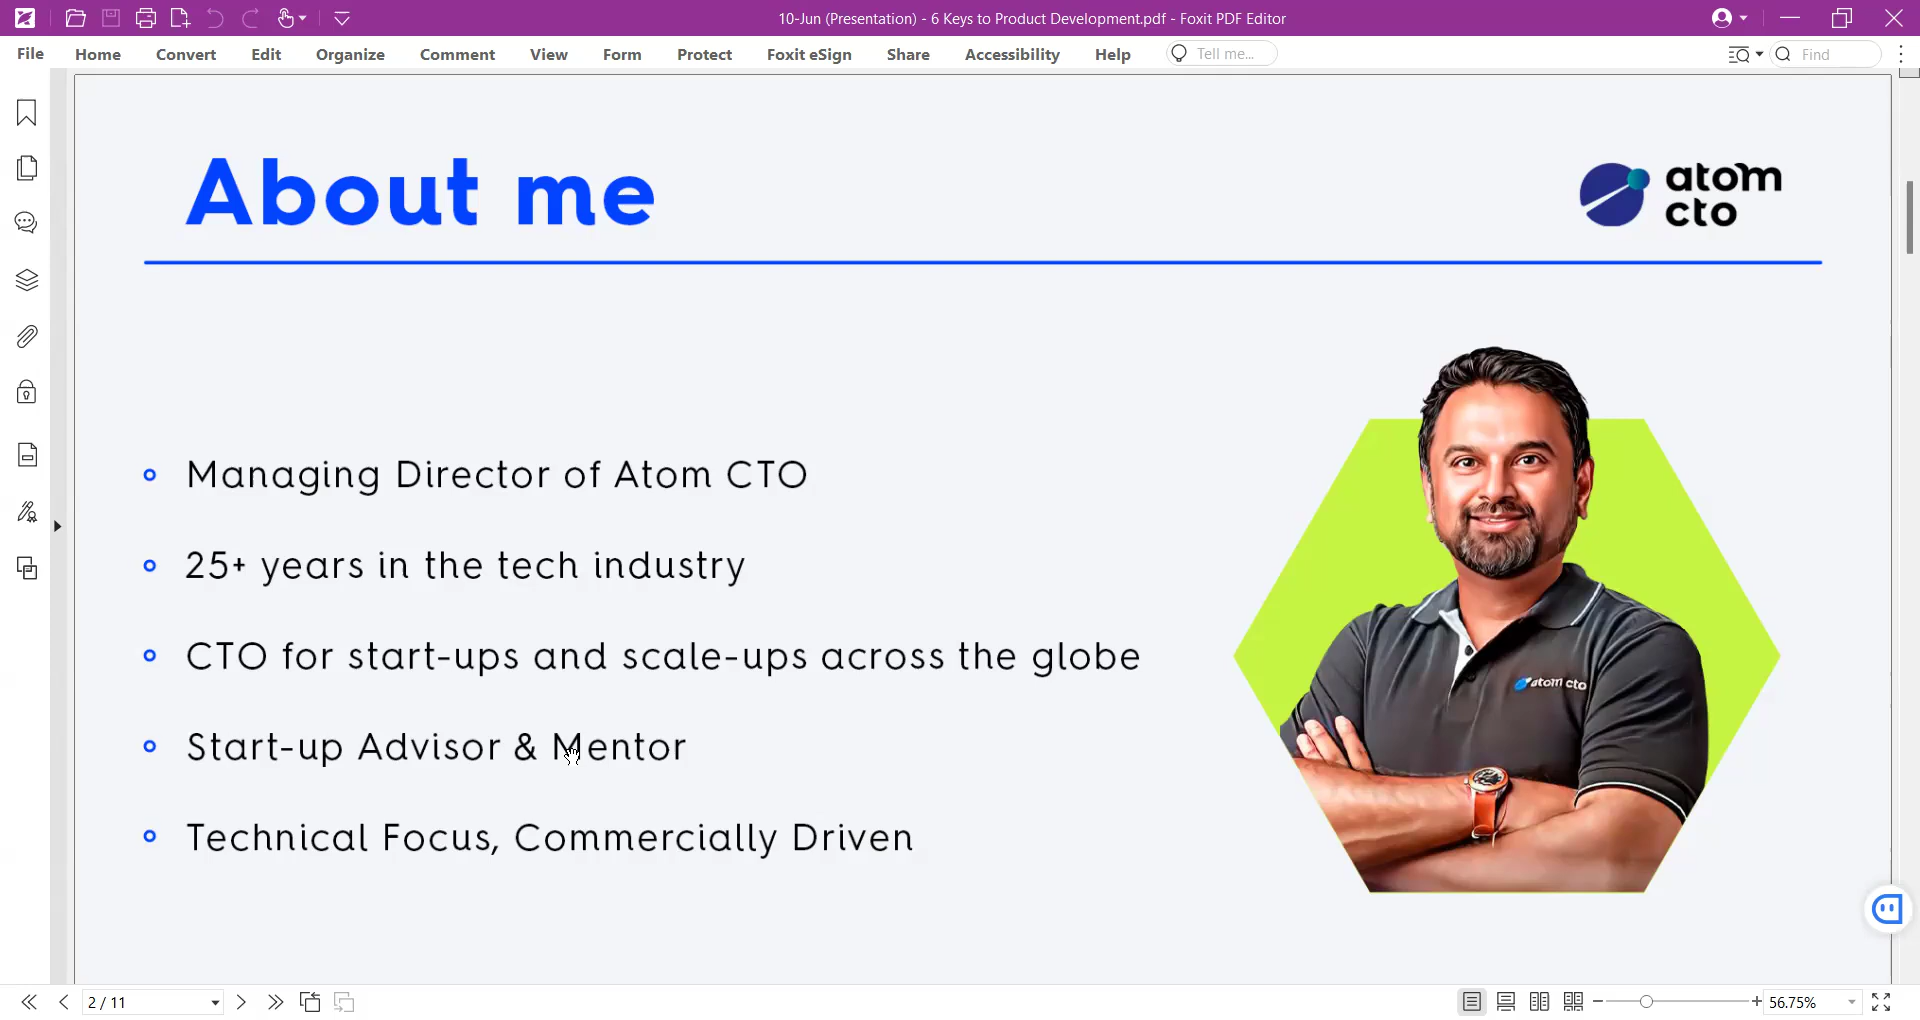 10-Jun (Presentation) - 6 Keys to Product Development.pdf - Foxit PDF Editor
File Home Convert Edit Organize Comment View Form Protect Foxit eSign Share Accessibility Help Tell me... Find
About me
atom
cto
Managing Director of Atom CTO
25+ years in the tech industry
CTO for start-ups and scale-ups across the globe
atom cto
Start-up Advisor & Mentor
Technical Focus, Commercially Driven
2 / 11
56.75%